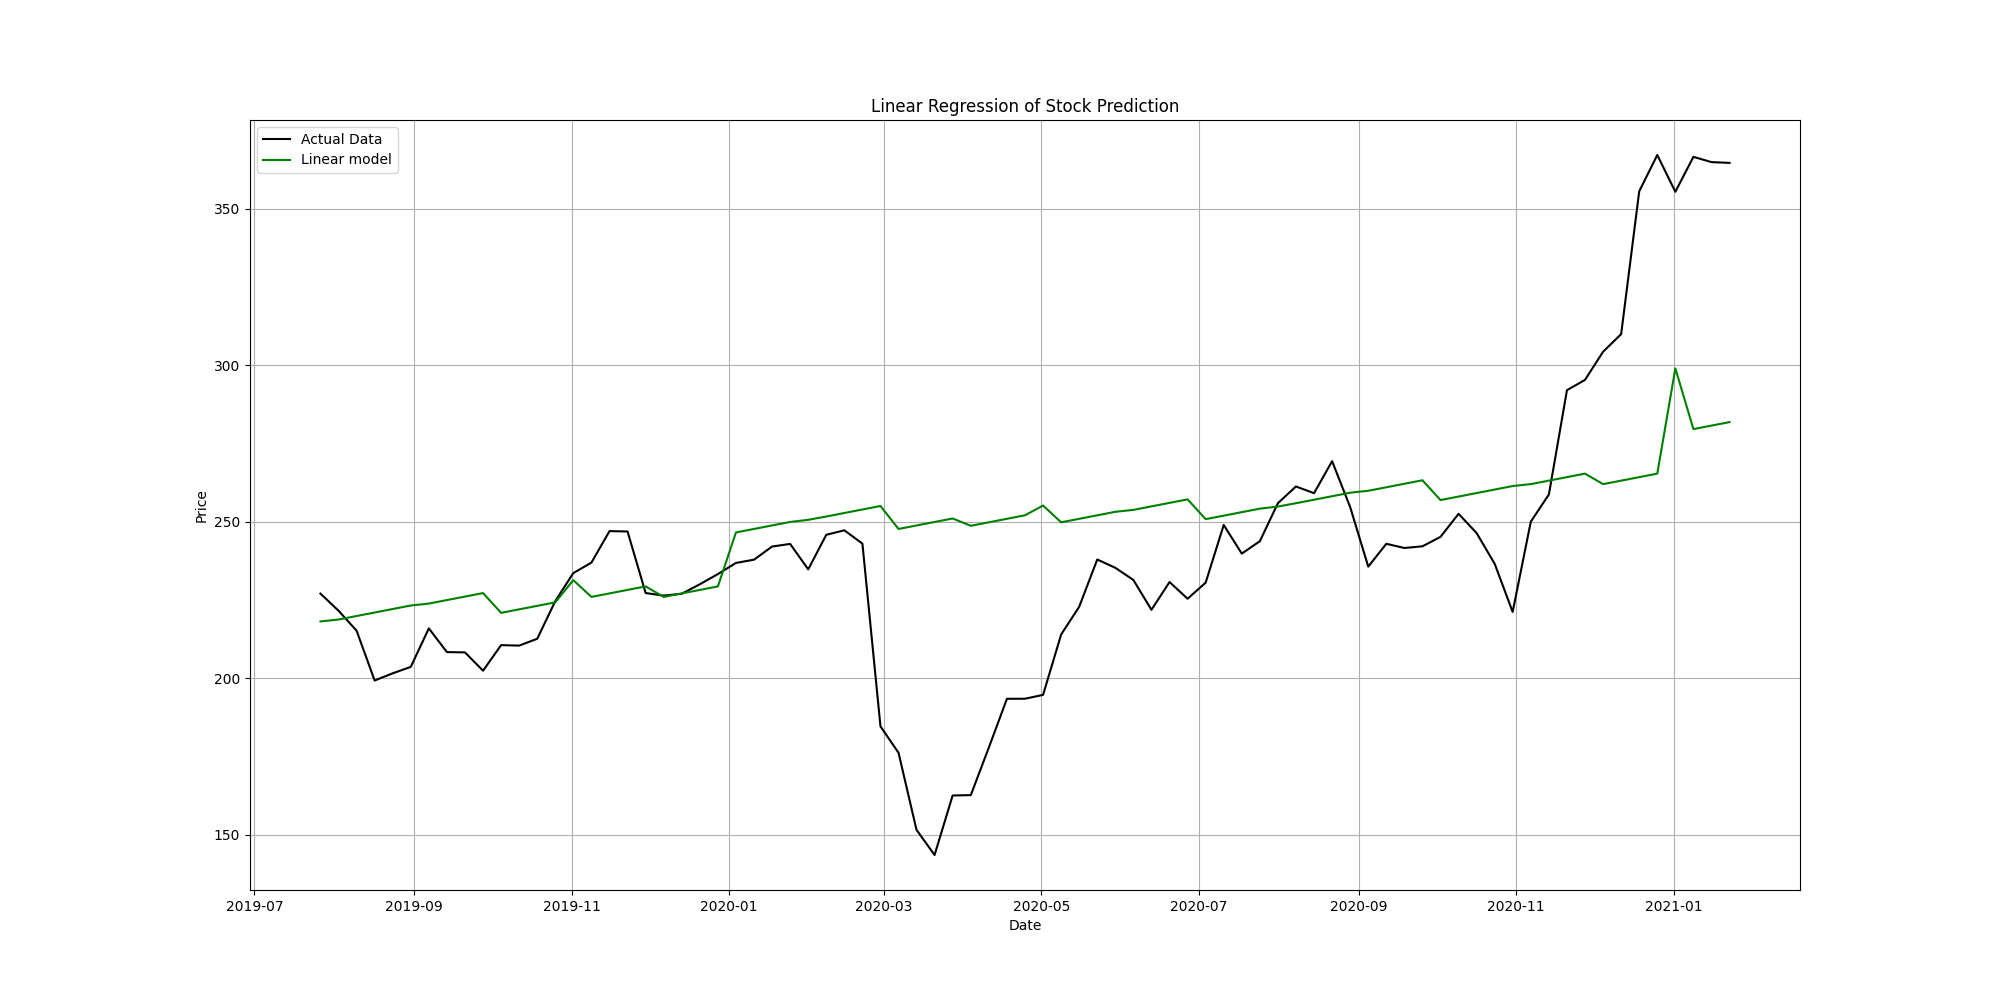 Linear Regression of Stock Prediction
Actual Data
Linear model
350
300
250
200
150
Price
2019-07 2019-09 2019-11 2020-01 2020-03 2020-05 2020-07 2020-09 2020-11 2021-01
Date